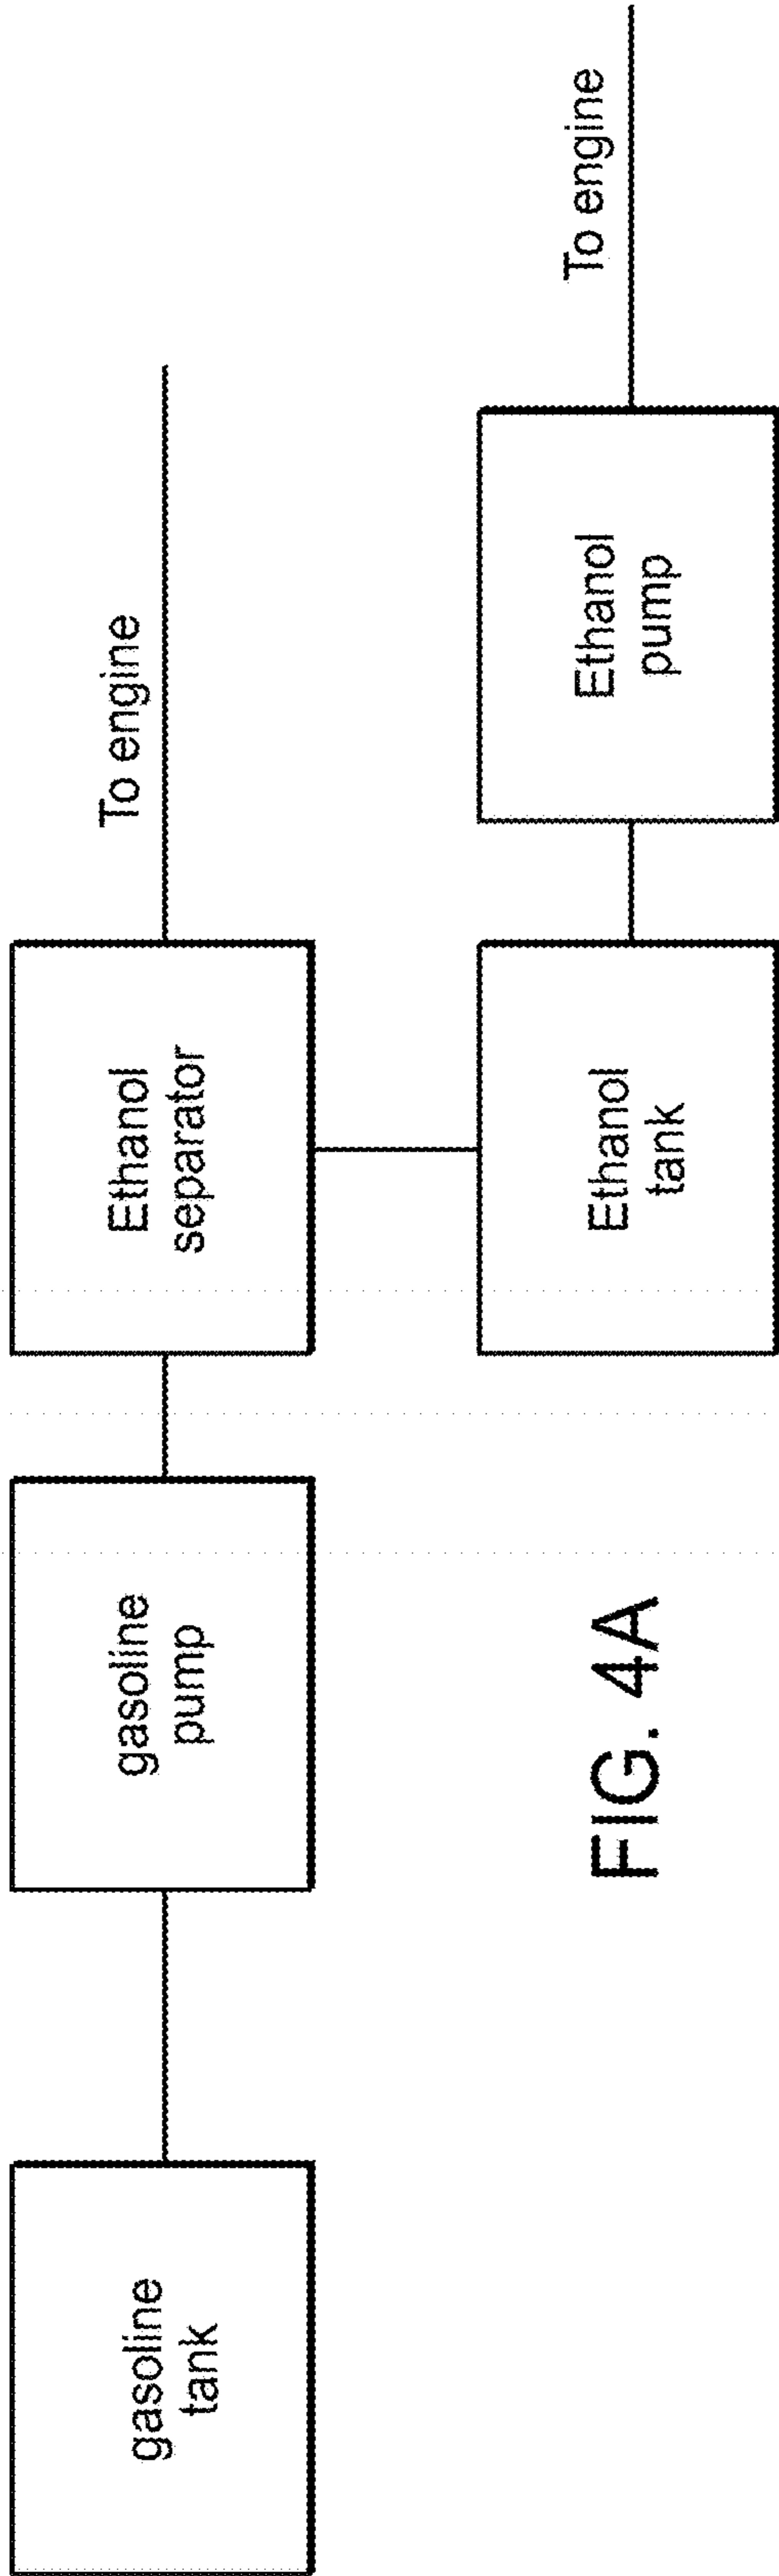 gasoline
tank
gasoline
pump
Ethanol
separator
To engine
Ethanol
tank
Ethanol
pump
To engine
FIG. 4A